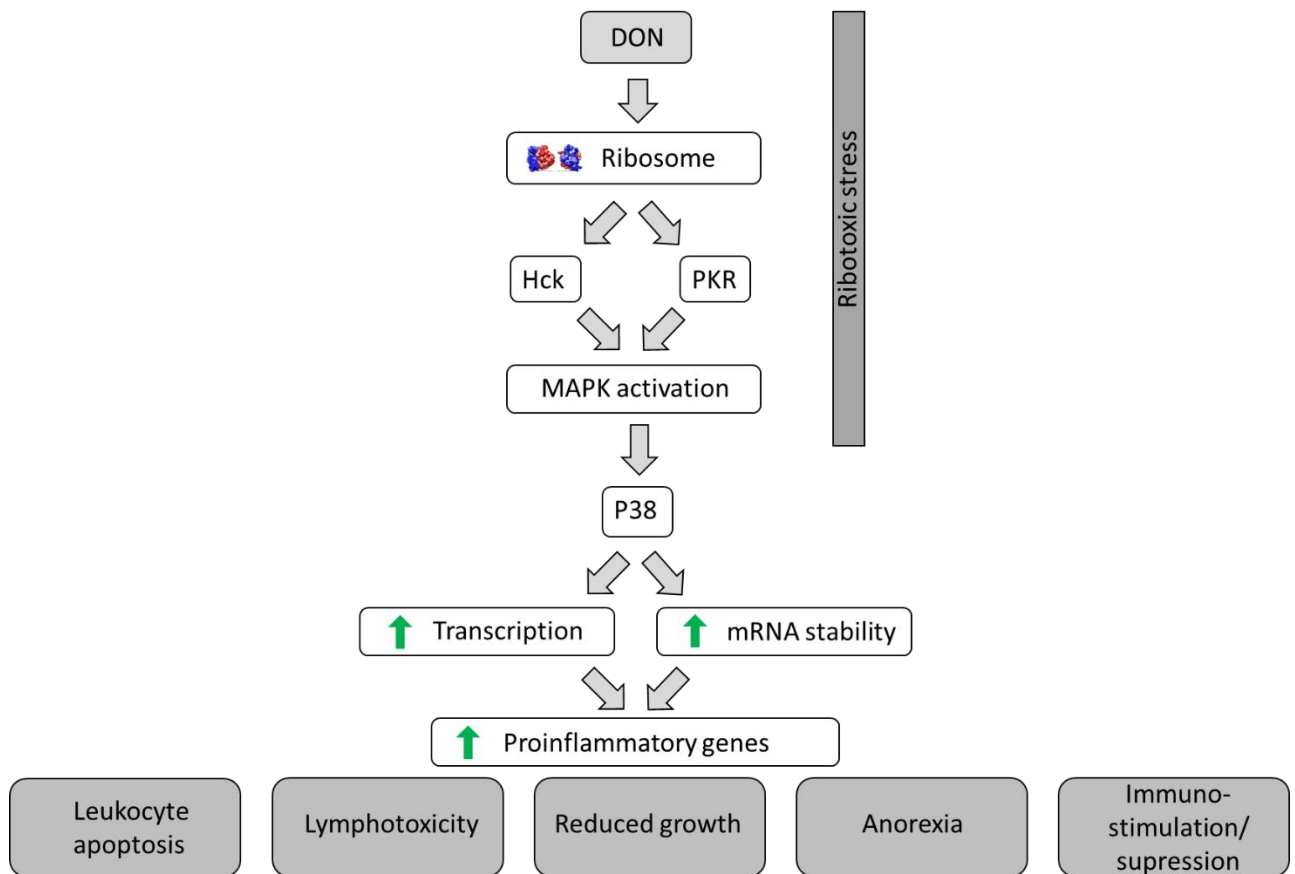 DON
Ribosome
Hck
PKR
MAPK activation
Ribotoxic stress
P38
Transcription
mRNA stability
Proinflammatory genes
Leukocyte
apoptosis
Lymphotoxicity
Reduced growth
Anorexia
Immuno-
stimulation/
supression